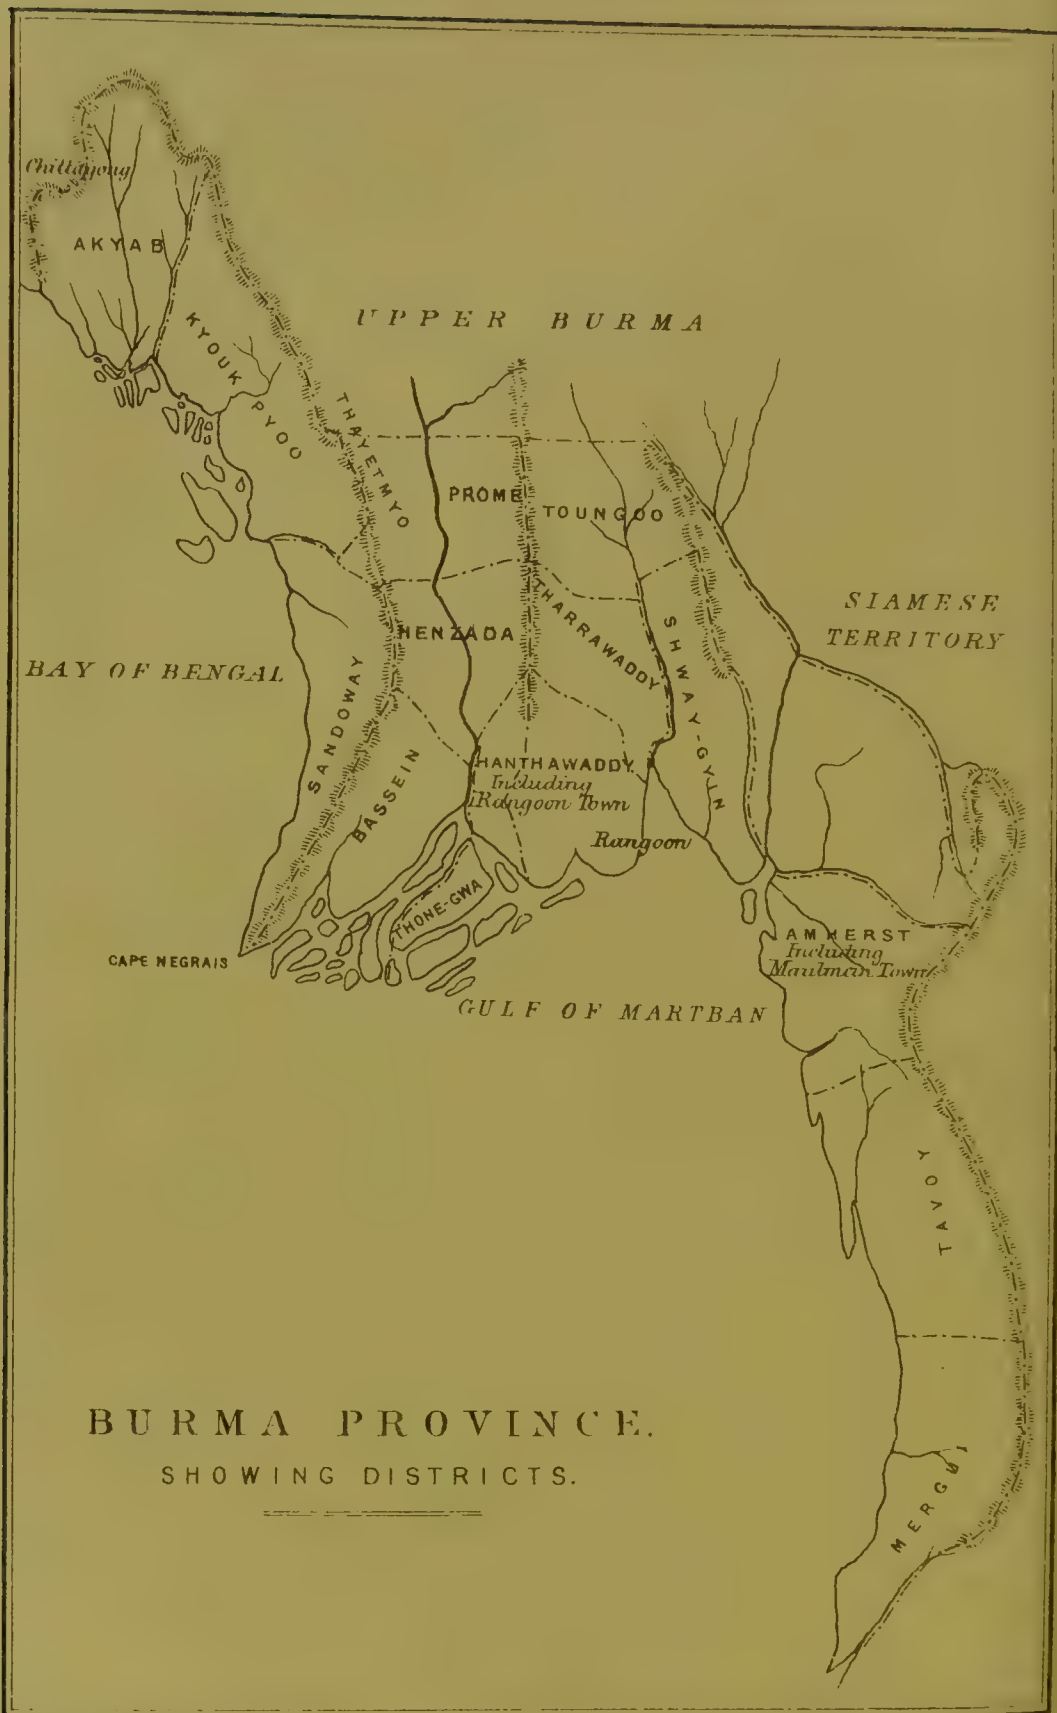 Chittagong
AKYAB
UPPER BURMA
KYOUK PYOO
THAYETMYO
PROME
TOUNGOO
SIAMESE
TERRITORY
HENZADA
THARRAWADDY
SHWAY-GYIN
BAY OF BENGAL
SANDOWAY
BASSEIN
HANTHAWADDY
Including
Rangoon Town
Rangoon
THONE-GWA
AMHERST
Including
Maulmein Town
CAPE NEGRAIS
GULF OF MARTBAN
TAVOY
BURMA PROVINCE.
SHOWING DISTRICTS.
MERGUI